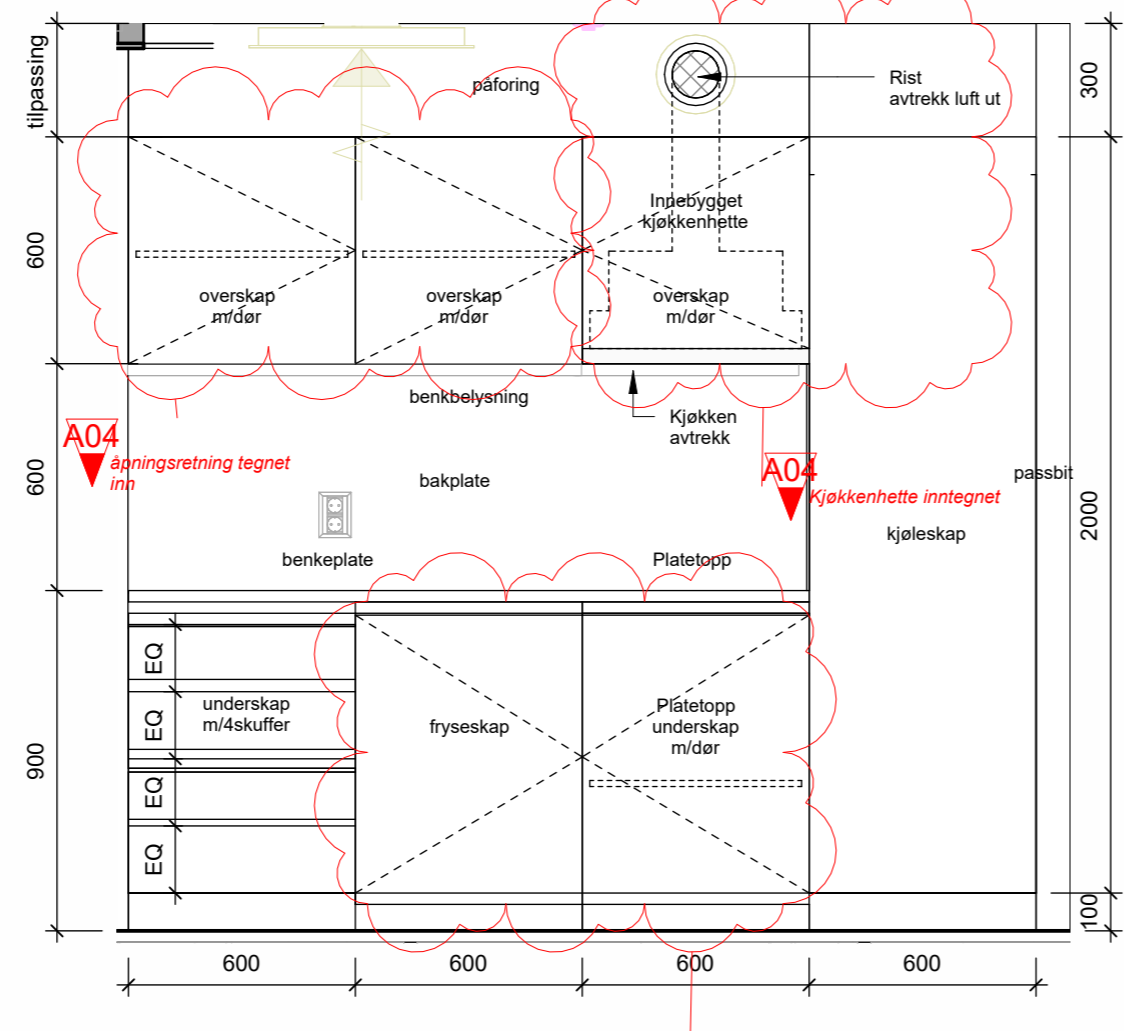 tilpassing
påforing
Rist
avtrekk luft ut
300
600
Innebygget
kjøkkenhette
overskap
m/dør
overskap
m/dør
overskap
m/dør
benkbelysning
Kjøkken
avtrekk
A04
åpningsretning tegnet
inn
600
bakplate
A04
Kjøkkenhette inntegnet
passbit
2000
kjøleskap
benkeplate
Platetopp
EQ
EQ
EQ
EQ
underskap
m/4skuffer
fryseskap
Platetopp
underskap
m/dør
900
100
600
600
600
600